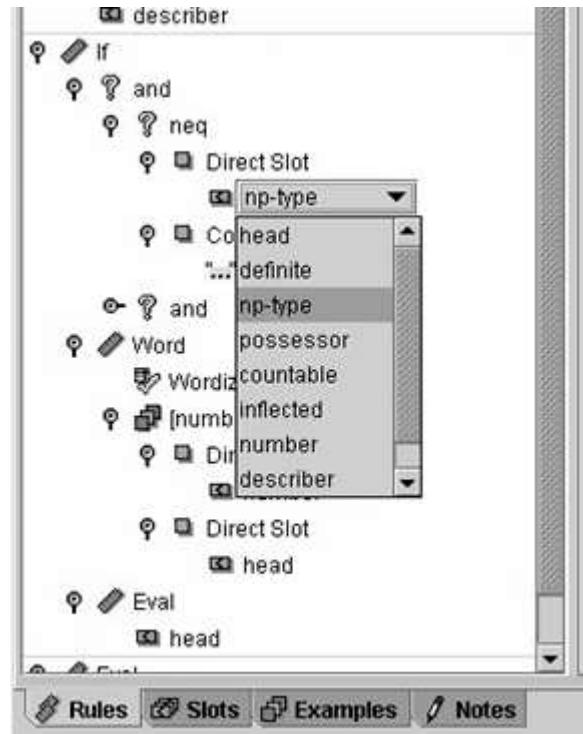 describer
If
and
neq
Direct Slot
np-type
Co head
"..." definite
and np-type
Word possessor
Wordiz countable
[numb inflected
Dir number
describer
Direct Slot
head
Eval
head
Rules Slots Examples Notes